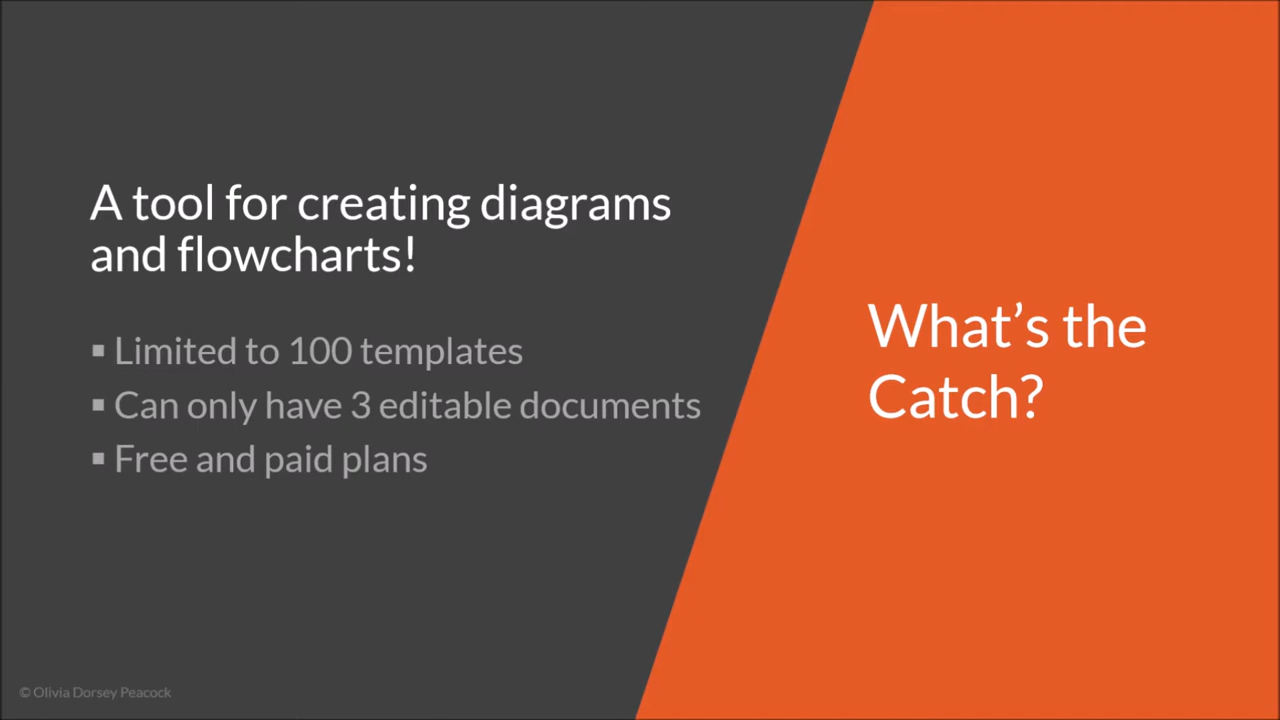 A tool for creating diagrams
and flowcharts!
▪ Limited to 100 templates
▪ Can only have 3 editable documents
▪ Free and paid plans
What’s the
Catch?
© Olivia Dorsey Peacock